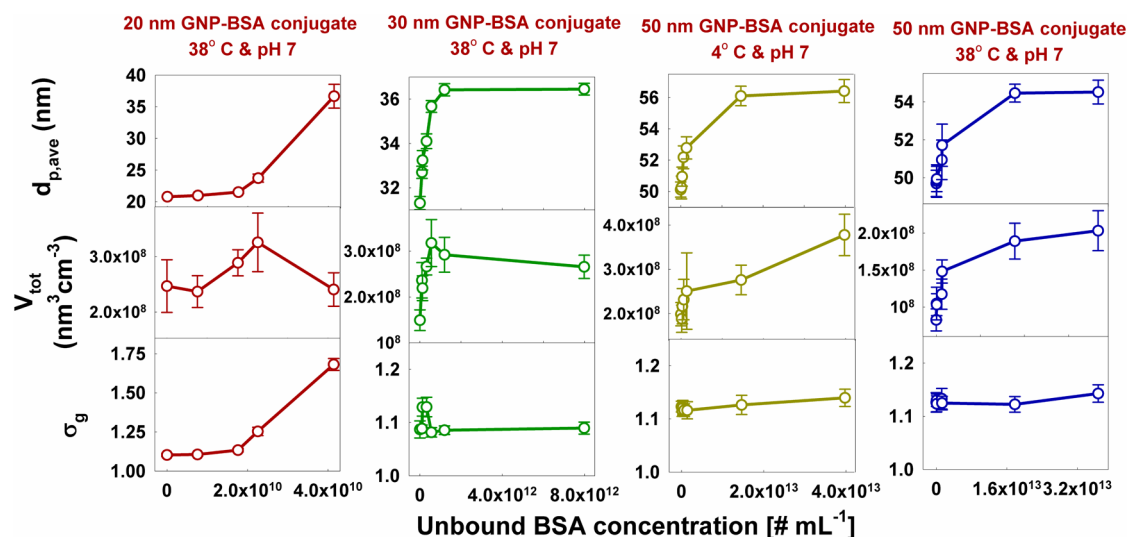 20 nm GNP-BSA conjugate
38° C & pH 7
30 nm GNP-BSA conjugate
38° C & pH 7
50 nm GNP-BSA conjugate
4° C & pH 7
50 nm GNP-BSA conjugate
38° C & pH 7
d_p,ave (nm)
40
35
30
25
20
36
34
32
56
54
52
50
54
52
50
V_tot
(nm³cm⁻³)
3.0x10⁸
2.0x10⁸
3.0x10⁸
2.0x10⁸
10⁸
4.0x10⁸
3.0x10⁸
2.0x10⁸
2.0x10⁸
1.5x10⁸
10⁸
σ_g
1.75
1.50
1.25
1.00
1.2
1.1
1.0
1.2
1.1
1.0
1.2
1.1
1.0
0 2.0x10¹⁰ 4.0x10¹⁰
0 4.0x10¹² 8.0x10¹²
0 2.0x10¹³ 4.0x10¹³
0 1.6x10¹³ 3.2x10¹³
Unbound BSA concentration [# mL⁻¹]